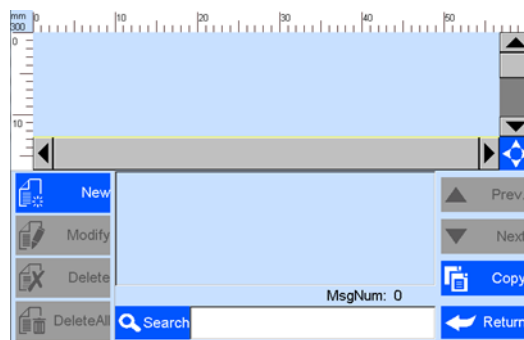 mm 0 10 20 30 40 50
300
0
10
New
Prev.
Modify
Next
Delete
Copy
MsgNum: 0
DeleteAll
Search
Return